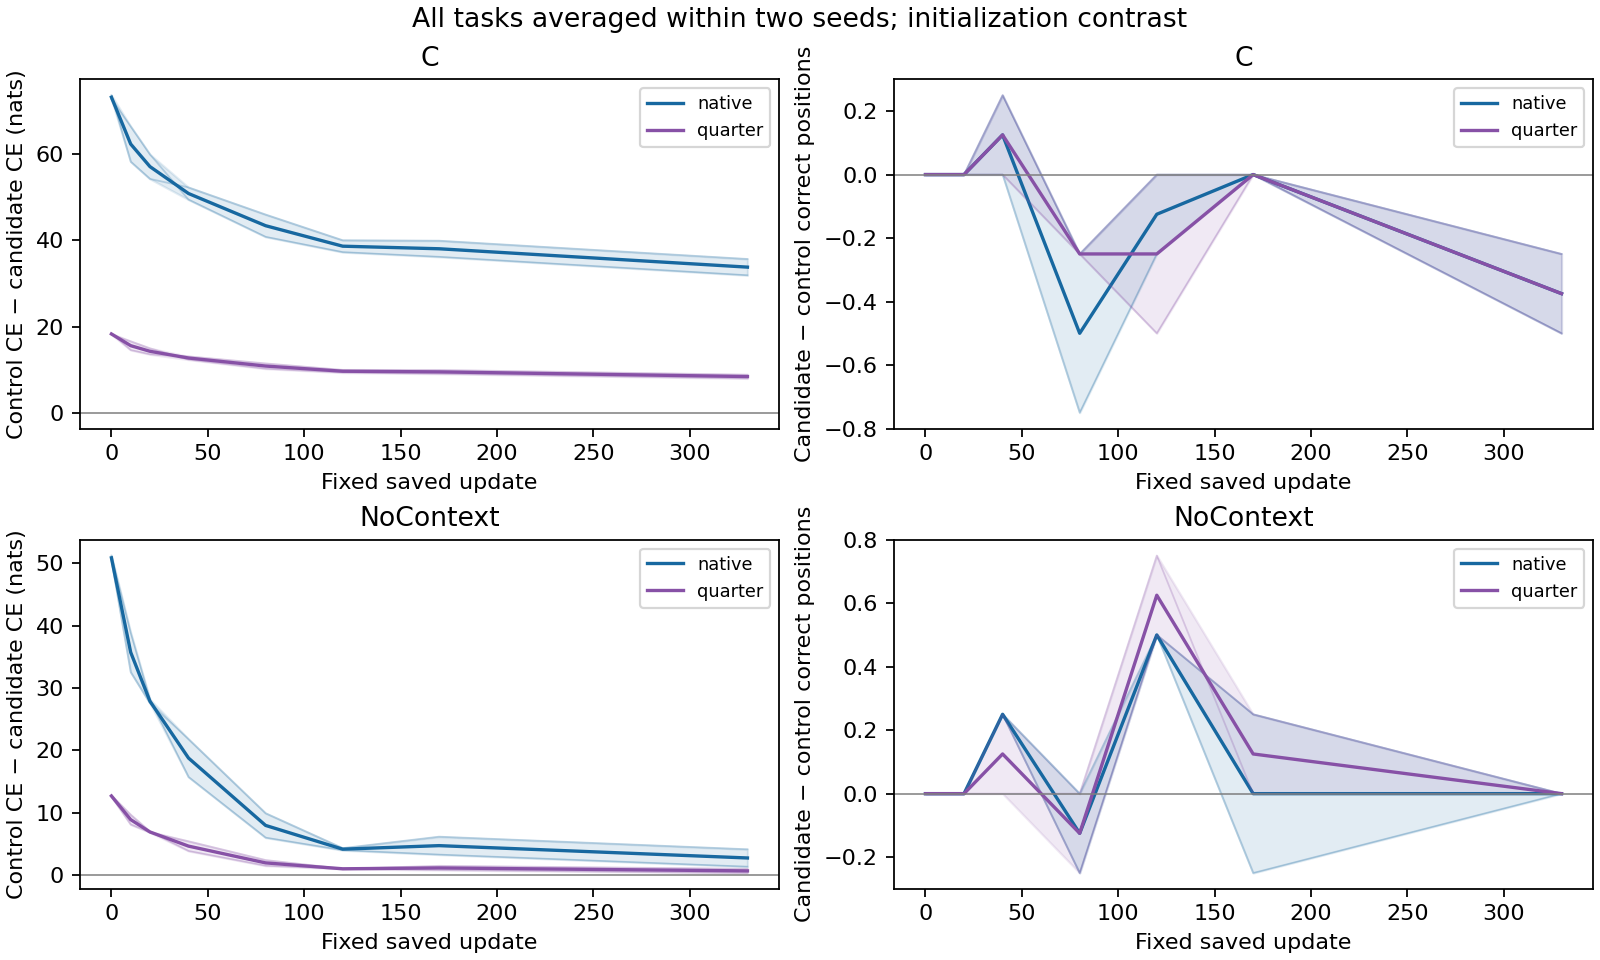 All tasks averaged within two seeds; initialization contrast
C
Control CE − candidate CE (nats)
60
40
20
0
native
quarter
0 50 100 150 200 250 300
Fixed saved update
C
Candidate − control correct positions
0.2
0.0
−0.2
−0.4
−0.6
−0.8
native
quarter
0 50 100 150 200 250 300
Fixed saved update
NoContext
Control CE − candidate CE (nats)
50
40
30
20
10
0
native
quarter
0 50 100 150 200 250 300
Fixed saved update
NoContext
Candidate − control correct positions
0.8
0.6
0.4
0.2
0.0
−0.2
native
quarter
0 50 100 150 200 250 300
Fixed saved update